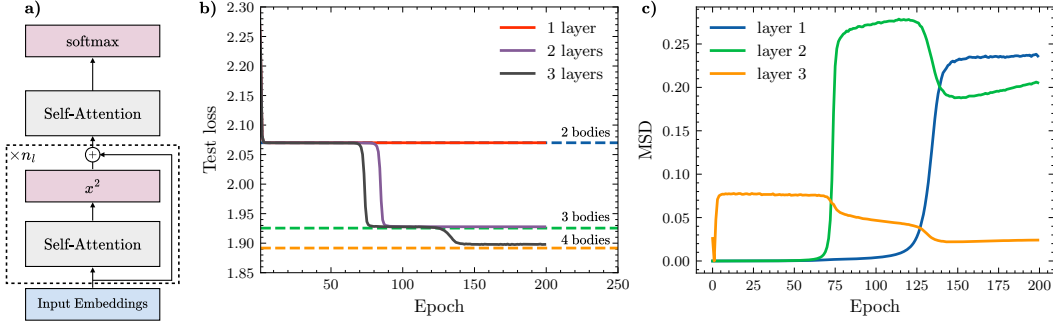 a)
softmax
Self-Attention
×n_l
+
x²
Self-Attention
Input Embeddings
b)
2.30
2.25
2.20
2.15
2.10
2.05
2.00
1.95
1.90
1.85
Test loss
1 layer
2 layers
3 layers
2 bodies
3 bodies
4 bodies
0 50 100 150 200 250
Epoch
c)
0.25
0.20
0.15
0.10
0.05
0.00
MSD
layer 1
layer 2
layer 3
0 25 50 75 100 125 150 175 200
Epoch